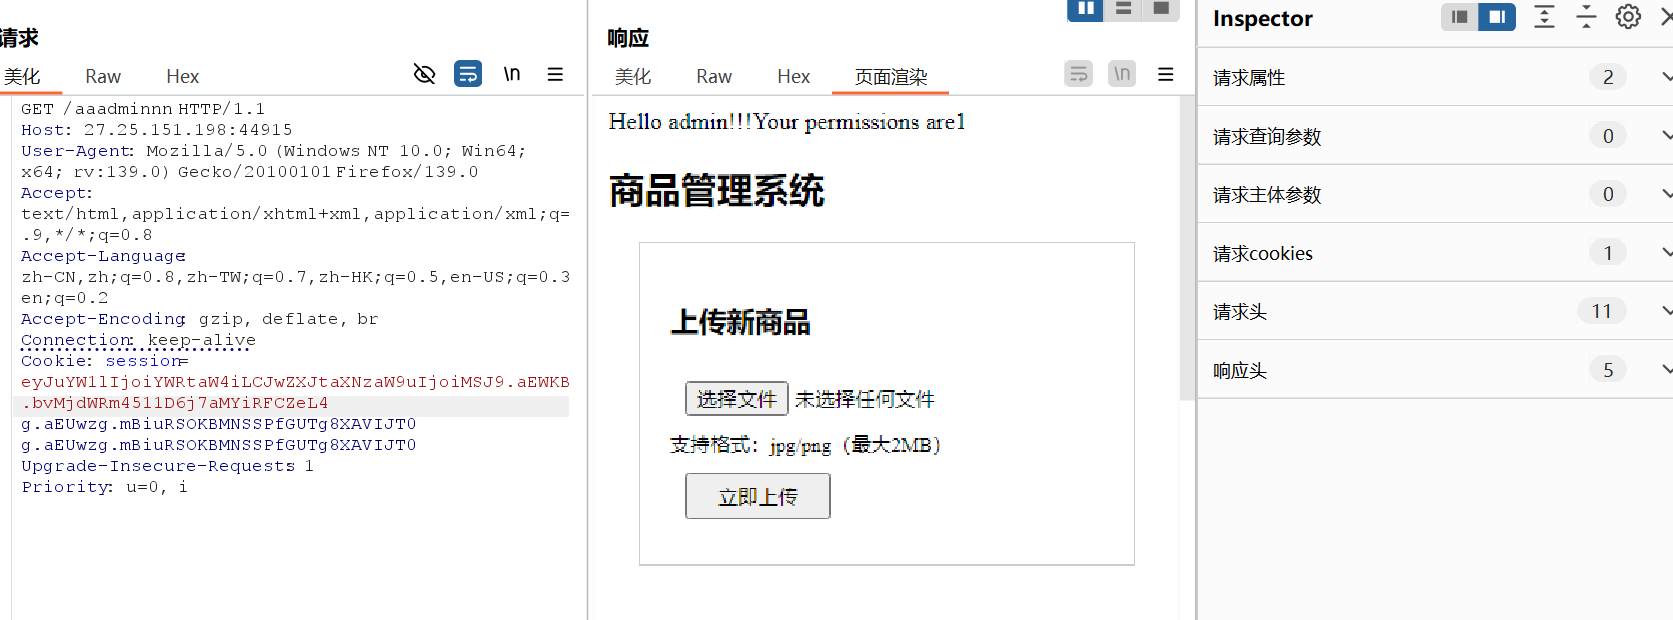 请求
美化 Raw Hex \n
GET /aaadminnn HTTP/1.1
Host: 27.25.151.198:44915
User-Agent: Mozilla/5.0 (Windows NT 10.0; Win64;
x64; rv:139.0) Gecko/20100101 Firefox/139.0
Accept:
text/html,application/xhtml+xml,application/xml;q=
.9,*/*;q=0.8
Accept-Language:
zh-CN,zh;q=0.8,zh-TW;q=0.7,zh-HK;q=0.5,en-US;q=0.3
en;q=0.2
Accept-Encoding: gzip, deflate, br
Connection: keep-alive
Cookie: session=
eyJuYW1lIjoiYWRtaW4iLCJwZXJtaXNzaW9uIjoiMSJ9.aEWKB
.bvMjdWRm4511D6j7aMYiRFCZeL4
g.aEUwzg.mBiuRSOKBMNSSPfGUTg8XAVIJT0
g.aEUwzg.mBiuRSOKBMNSSPfGUTg8XAVIJT0
Upgrade-Insecure-Requests: 1
Priority: u=0, i
响应
美化 Raw Hex 页面渲染 \n
Hello admin!!!Your permissions are1
商品管理系统
上传新商品
选择文件 未选择任何文件
支持格式：jpg/png（最大2MB）
立即上传
Inspector
请求属性 2
请求查询参数 0
请求主体参数 0
请求cookies 1
请求头 11
响应头 5